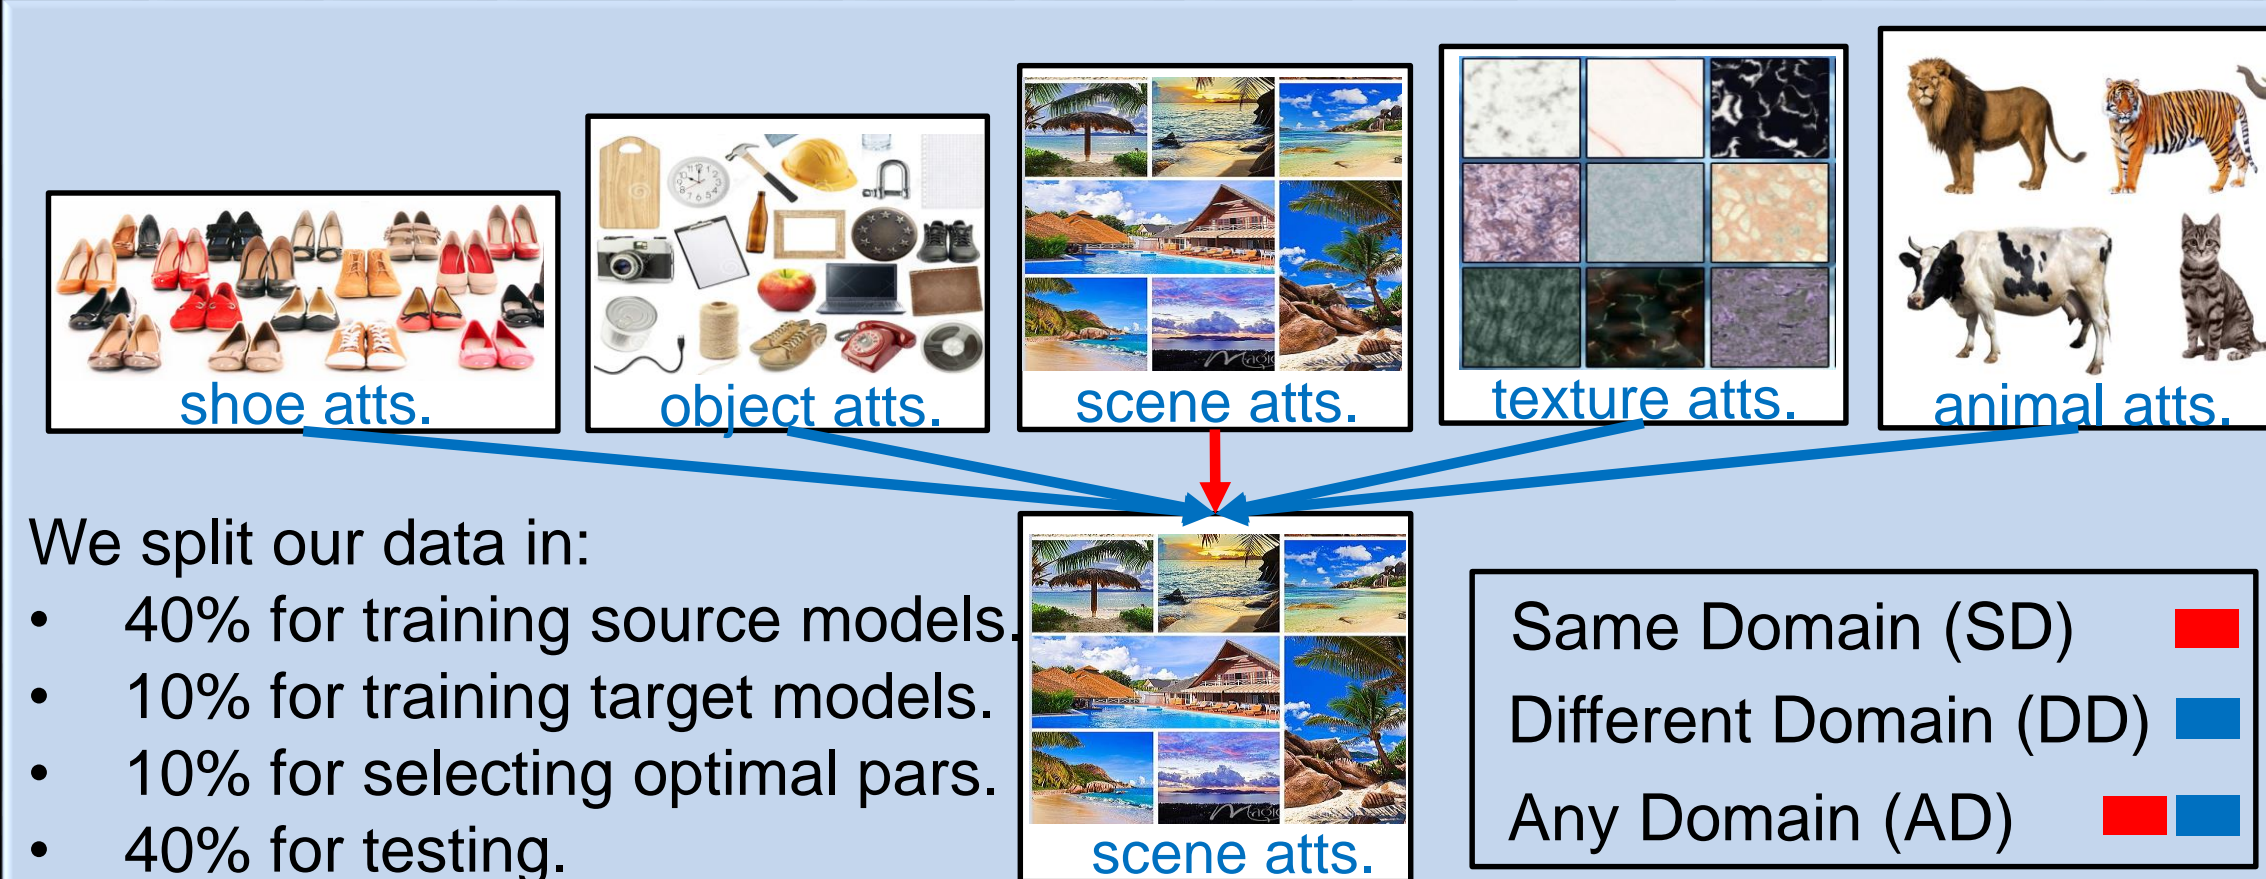 shoe atts.
object atts.
scene atts.
texture atts.
animal atts.
We split our data in:
• 40% for training source models.
• 10% for training target models.
• 10% for selecting optimal pars.
• 40% for testing.
scene atts.
Same Domain (SD)
Different Domain (DD)
Any Domain (AD)